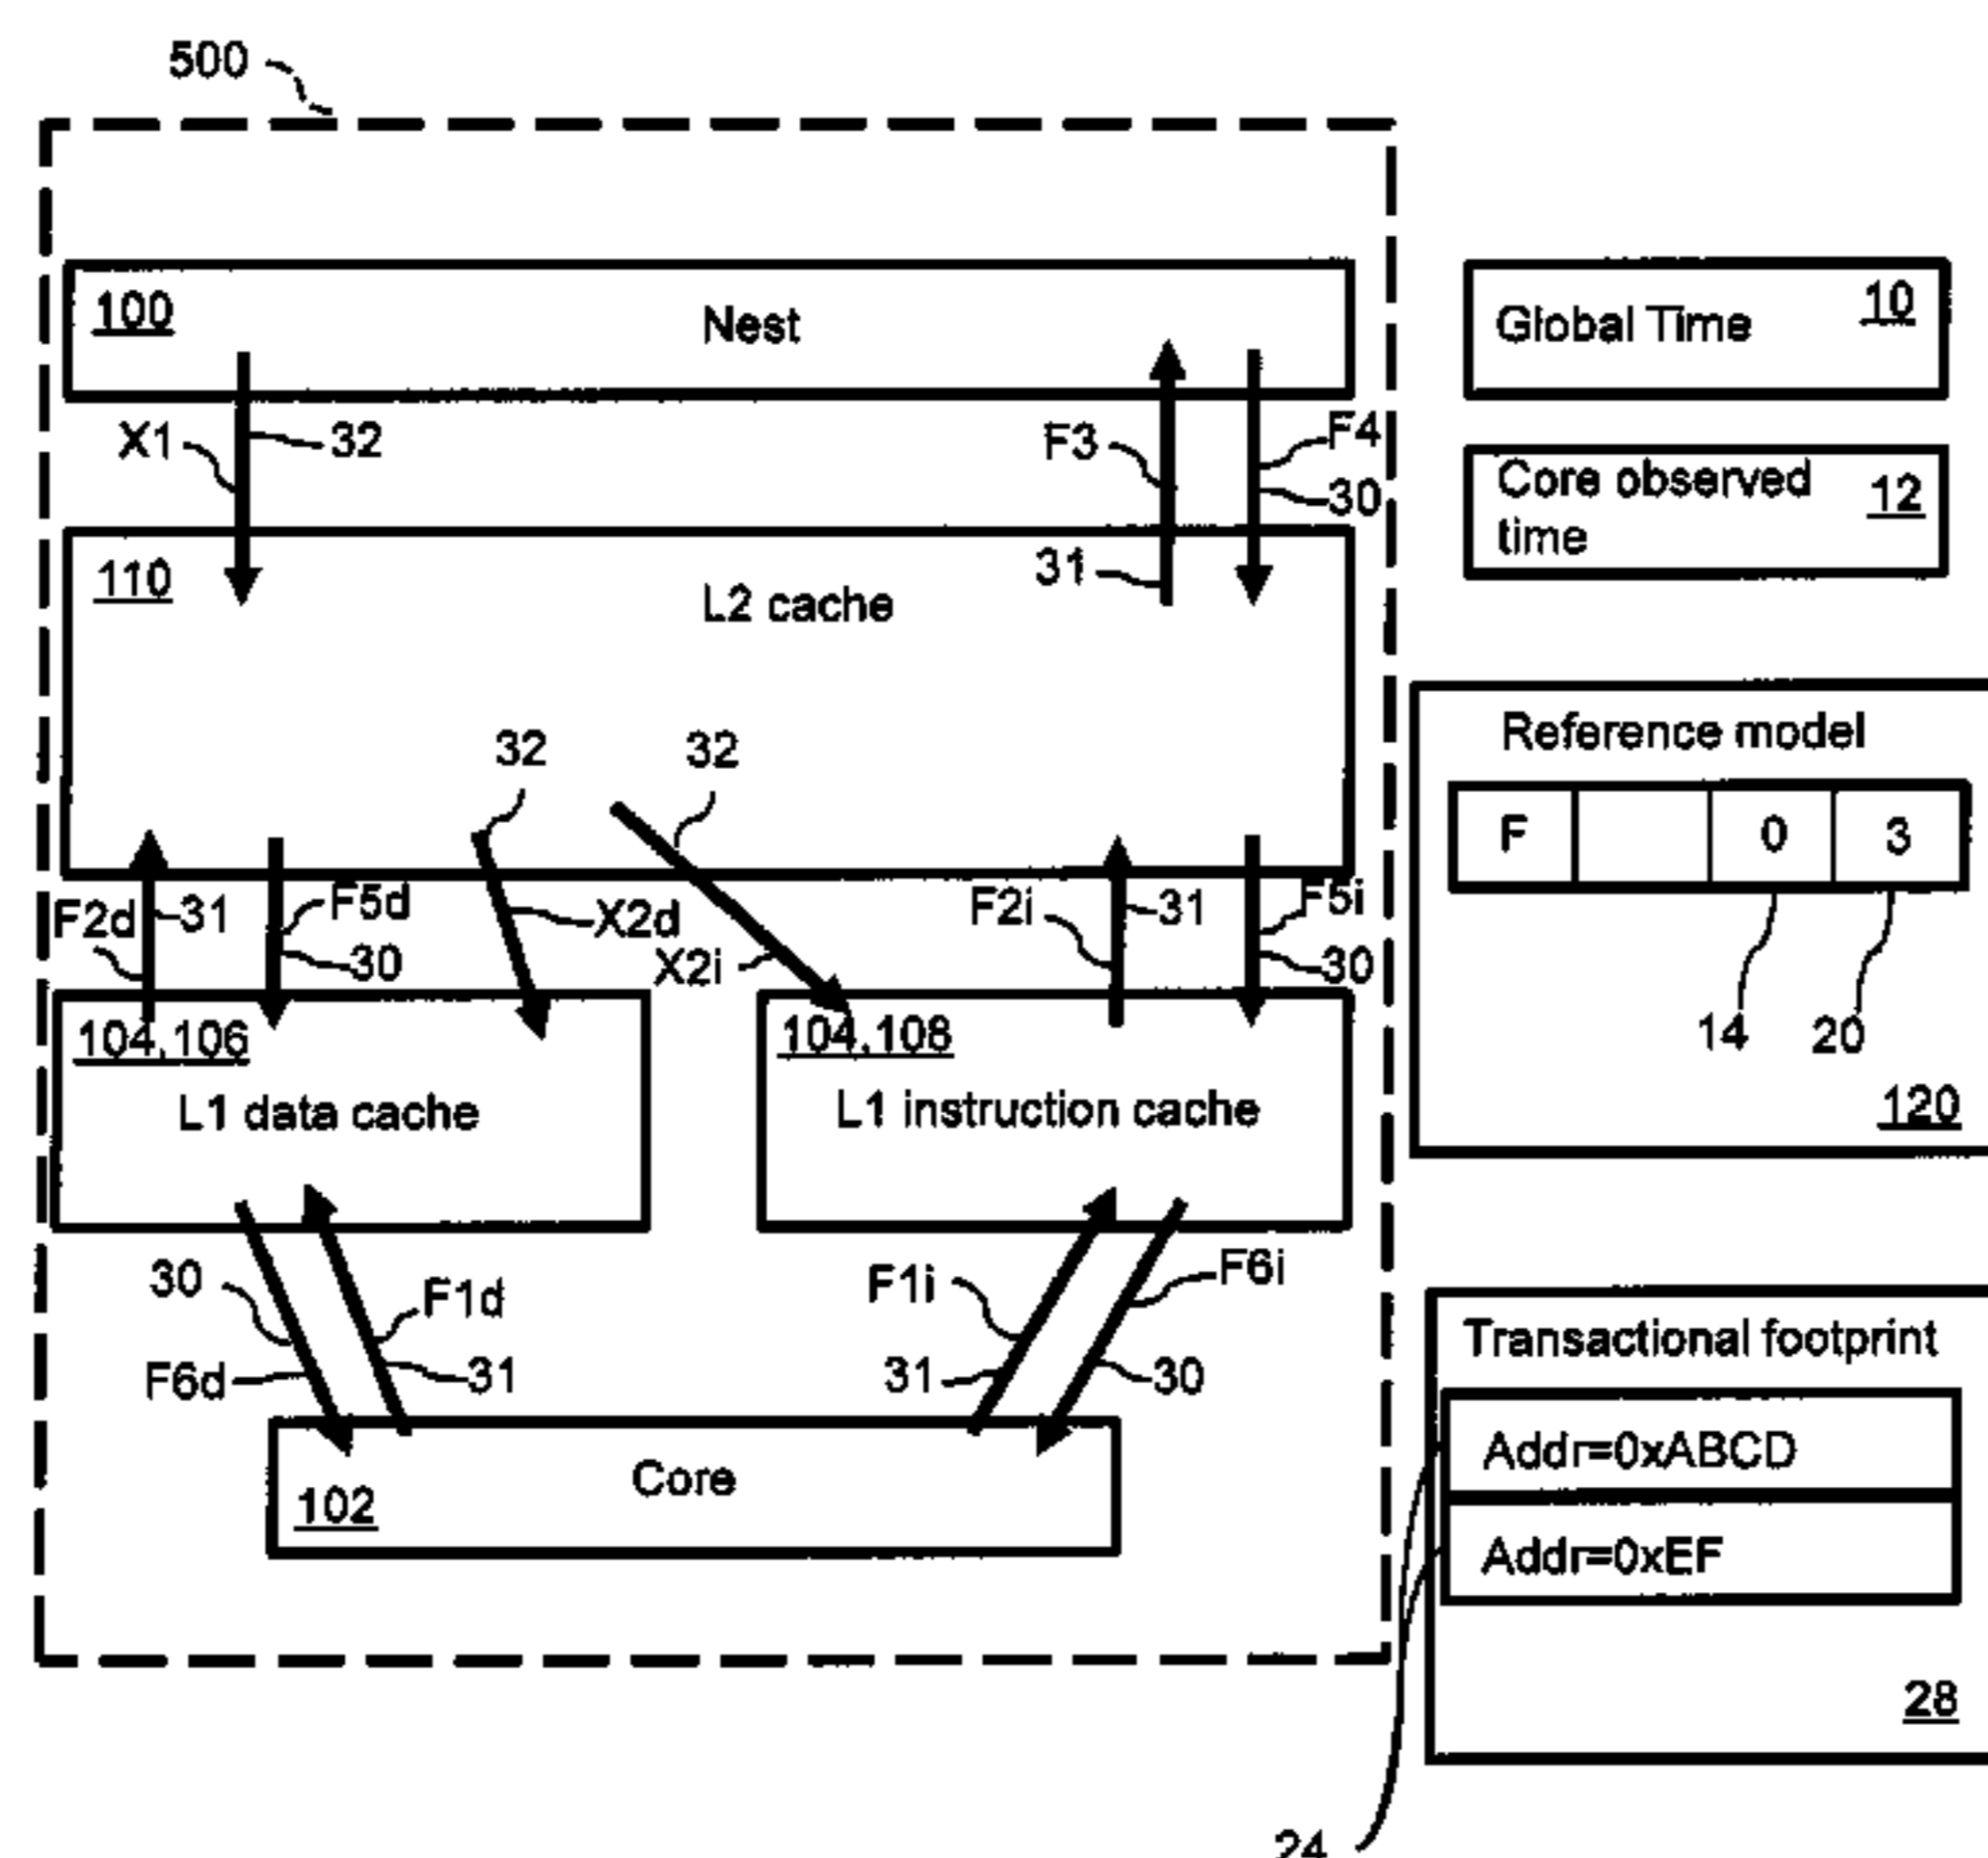 500
100
Nest
10
Global Time
X1
32
F3
F4
30
31
Core observed
time
12
110
L2 cache
32
32
Reference model
F
0
3
14
20
120
F2d
31
F5d
30
X2d
X2i
F2i
31
F5i
30
104,106
L1 data cache
104,108
L1 instruction cache
30
F6d
F1d
31
F1i
31
F6i
30
102
Core
Transactional footprint
Addr=0xABCD
Addr=0xEF
28
24